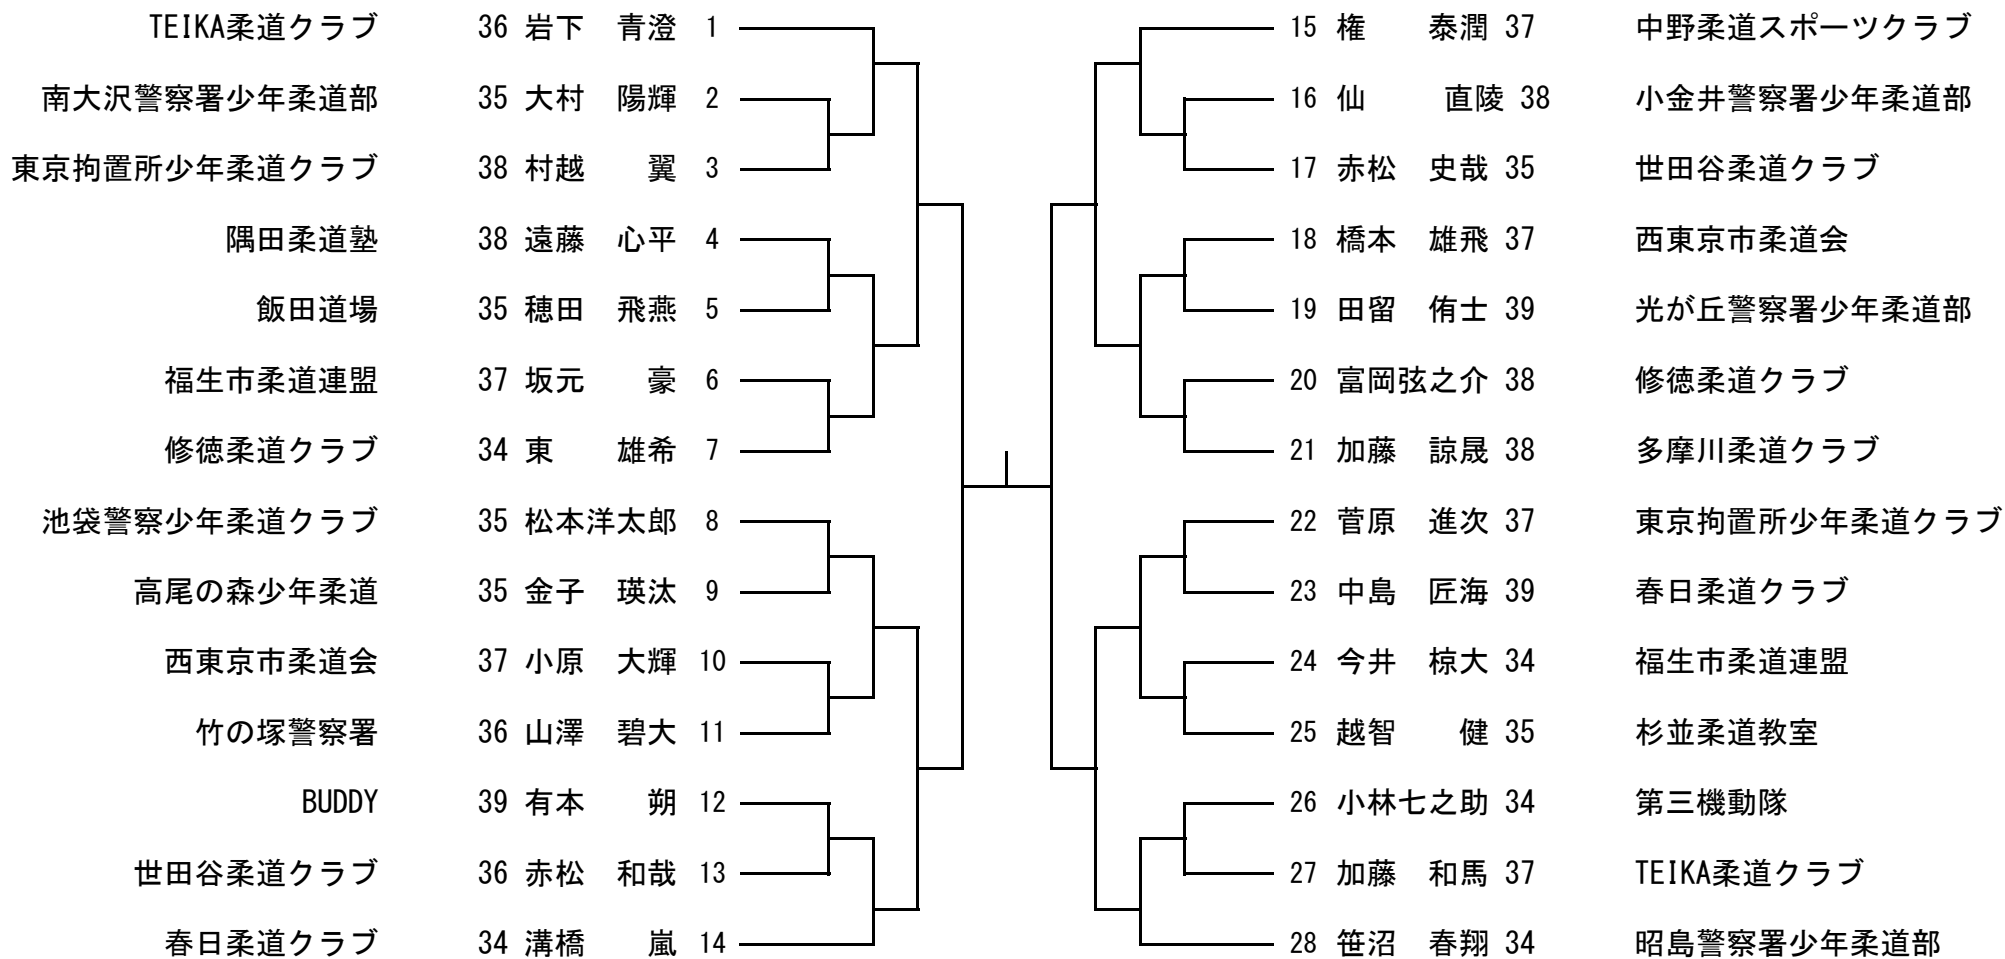 TEIKA柔道クラブ 36 岩下 青澄 1 15 権 泰潤 37 中野柔道スポーツクラブ
南大沢警察署少年柔道部 35 大村 陽輝 2 16 仙 直陵 38 小金井警察署少年柔道部
東京拘置所少年柔道クラブ 38 村越 翼 3 17 赤松 史哉 35 世田谷柔道クラブ
隅田柔道塾 38 遠藤 心平 4 18 橋本 雄飛 37 西東京市柔道会
飯田道場 35 穂田 飛燕 5 19 田留 侑士 39 光が丘警察署少年柔道部
福生市柔道連盟 37 坂元 豪 6 20 富岡弦之介 38 修徳柔道クラブ
修徳柔道クラブ 34 東 雄希 7 21 加藤 諒晟 38 多摩川柔道クラブ
池袋警察少年柔道クラブ 35 松本洋太郎 8 22 菅原 進次 37 東京拘置所少年柔道クラブ
高尾の森少年柔道 35 金子 瑛汰 9 23 中島 匠海 39 春日柔道クラブ
西東京市柔道会 37 小原 大輝 10 24 今井 椋大 34 福生市柔道連盟
竹の塚警察署 36 山澤 碧大 11 25 越智 健 35 杉並柔道教室
BUDDY 39 有本 朔 12 26 小林七之助 34 第三機動隊
世田谷柔道クラブ 36 赤松 和哉 13 27 加藤 和馬 37 TEIKA柔道クラブ
春日柔道クラブ 34 溝橋 嵐 14 28 笹沼 春翔 34 昭島警察署少年柔道部